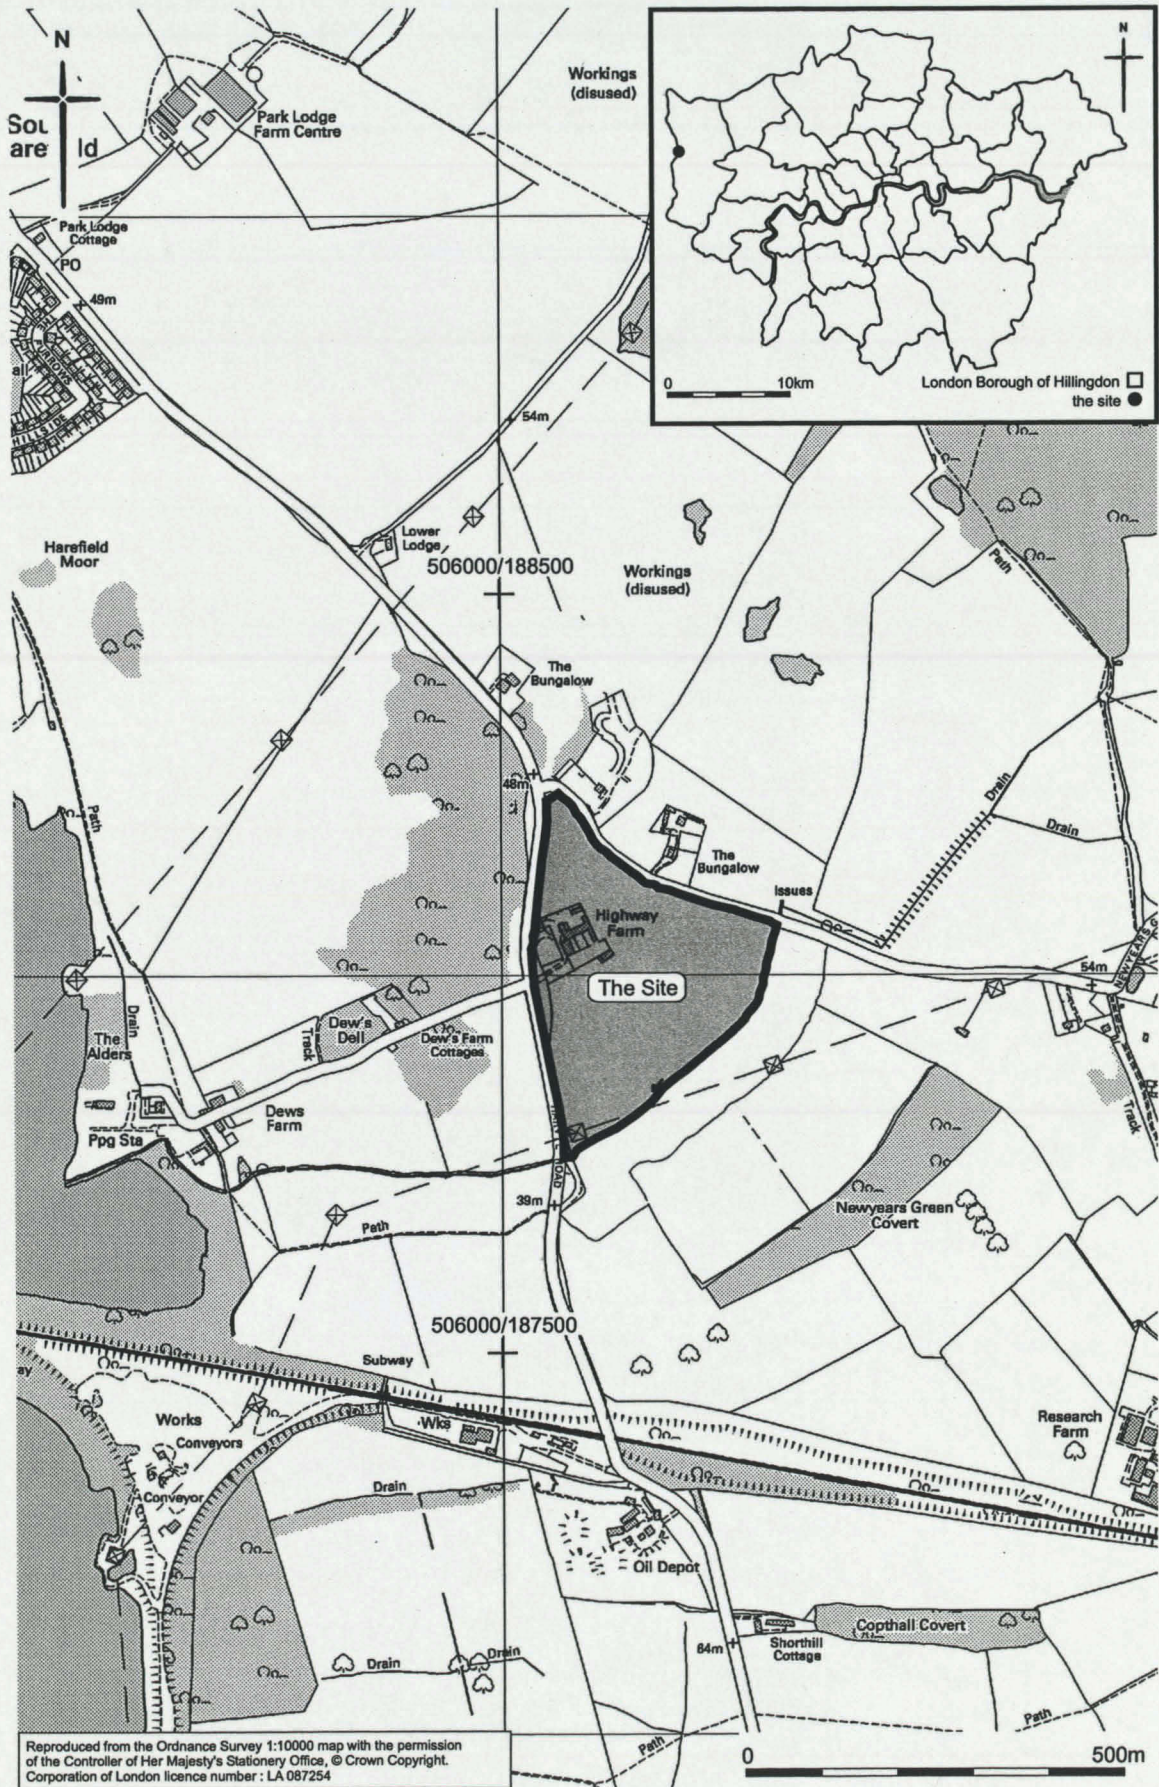 N
Workings
(disused)
N
Park Lodge
Farm Centre
Park Lodge
Cottage
PO
49m
HILLSIDE
54m
0 10km
London Borough of Hillingdon
the site
Lower
Lodge
506000/188500
Workings
(disused)
Harefield
Moor
Path
The
Bungalow
48m
Path
Drain
Drain
The
Bungalow
Issues
Highway
Farm
The Site
54m
Drain
The
Alders
Dew's
Dell
Track
Dew's Farm
Cottages
Dews
Farm
Ppg Sta
Track
39m
Path
Newyears Green
Covert
506000/187500
Subway
Works
Conveyors
Wks
Research
Farm
Conveyor
Drain
Oil Depot
Copthall Covert
64m
Shorthill
Cottage
Drain
Drain
Path
Path
Reproduced from the Ordnance Survey 1:10000 map with the permission
of the Controller of Her Majesty's Stationery Office, © Crown Copyright.
Corporation of London licence number : LA 087254
0 500m